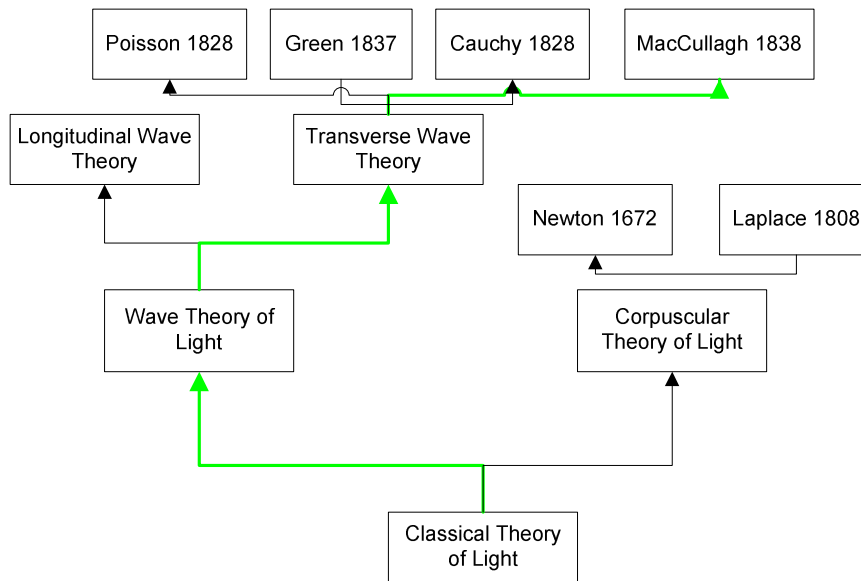 Poisson 1828
Green 1837
Cauchy 1828
MacCullagh 1838
Longitudinal Wave
Theory
Transverse Wave
Theory
Newton 1672
Laplace 1808
Wave Theory of
Light
Corpuscular
Theory of Light
Classical Theory
of Light